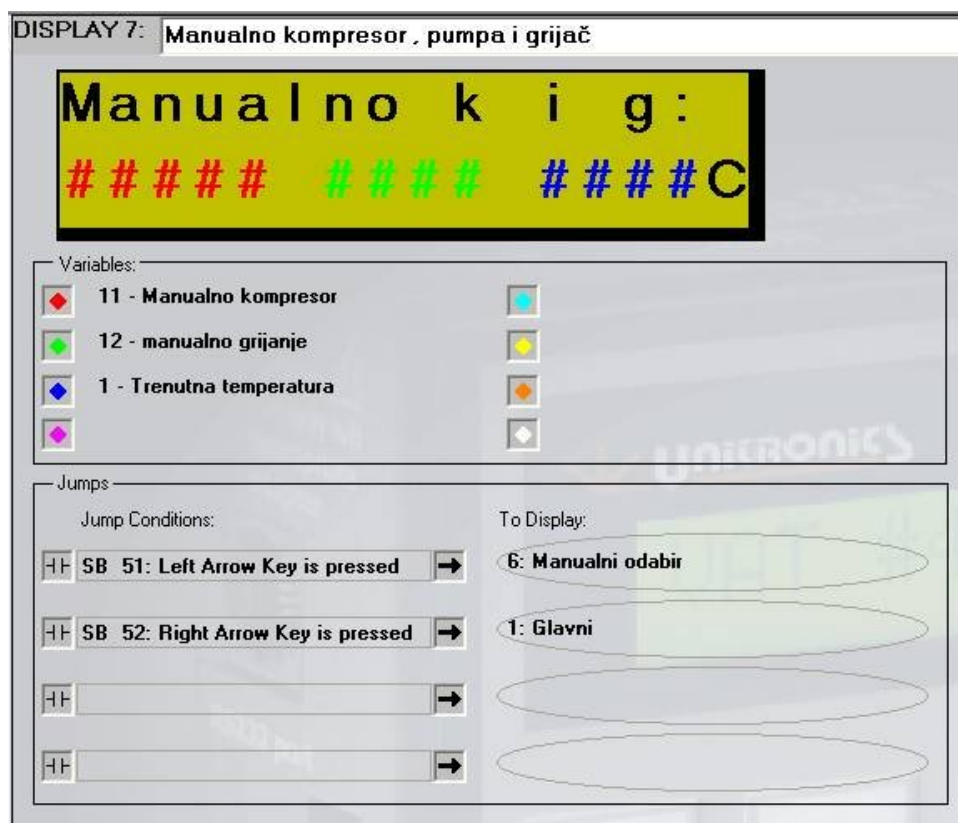 DISPLAY 7: Manualno kompresor , pumpa i grijač
Manualno k i g:
##### #### ####C
Variables:
11 - Manualno kompresor
12 - manualno grijanje
1 - Trenutna temperatura
UNITRONICS
Jumps
Jump Conditions: To Display:
SB 51: Left Arrow Key is pressed 6: Manualni odabir
SB 52: Right Arrow Key is pressed 1: Glavni